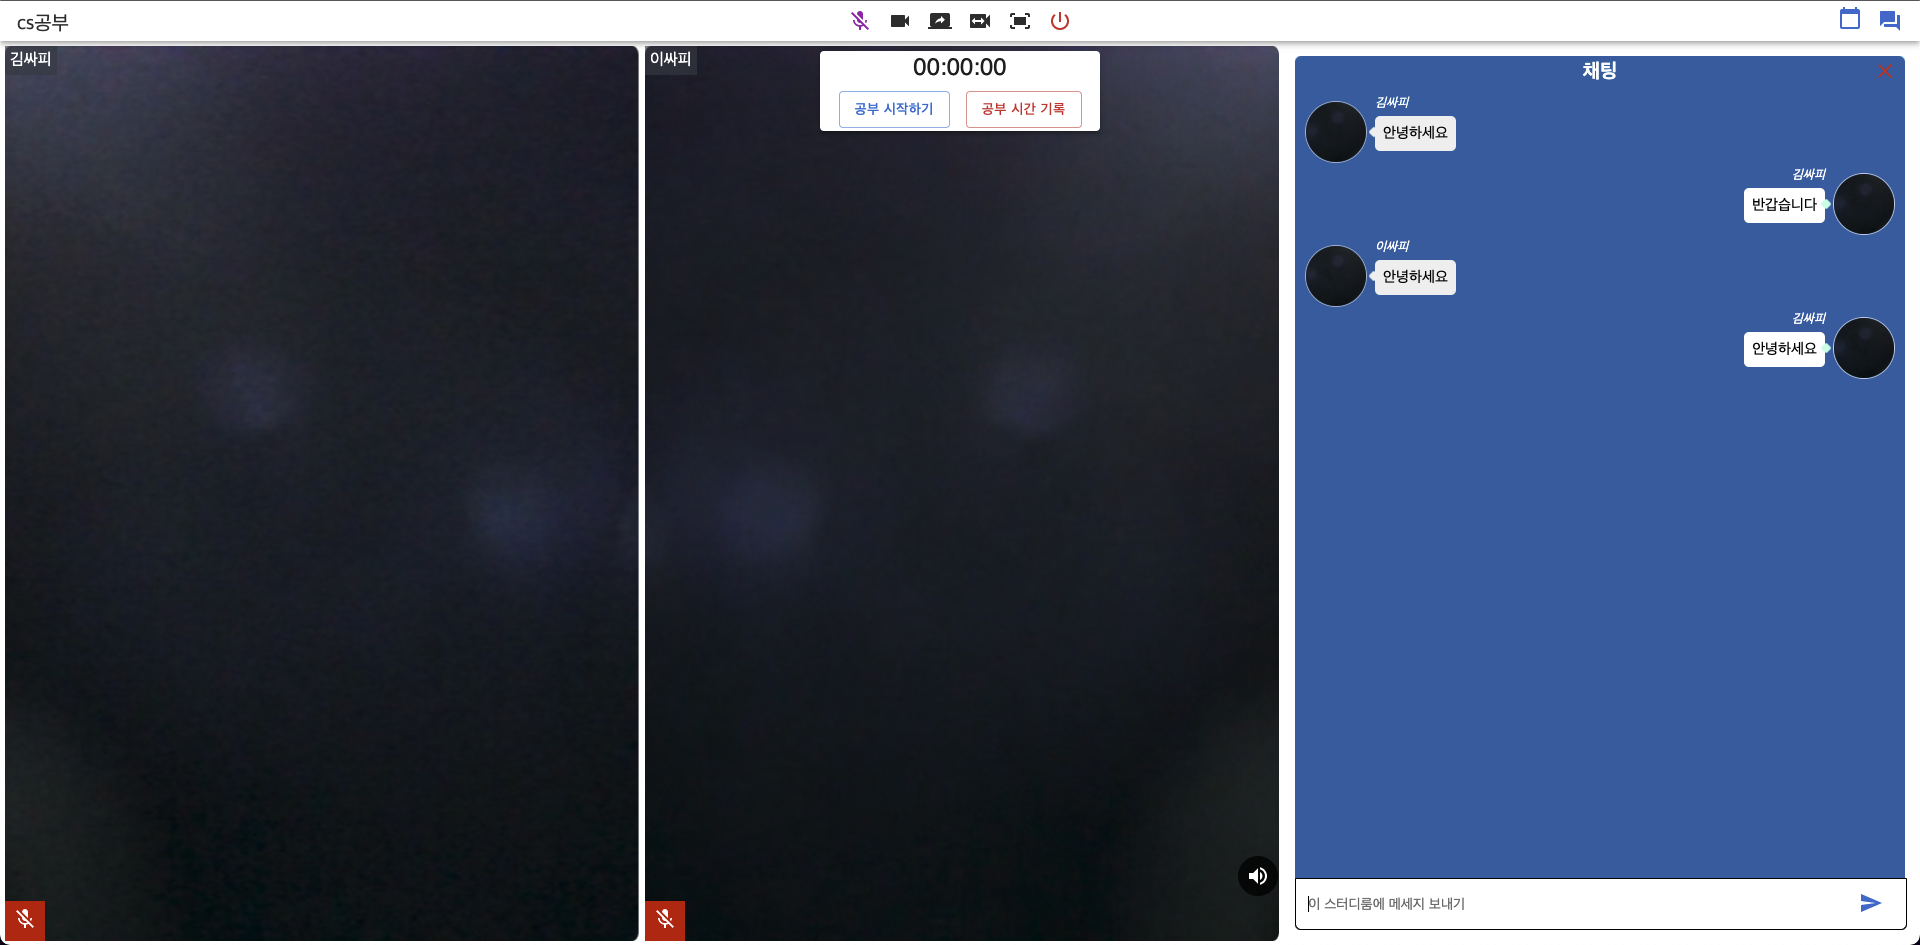 cs공부
김싸피
이싸피
00:00:00
공부 시작하기
공부 시간 기록
채팅
김싸피
안녕하세요
김싸피
반갑습니다
이싸피
안녕하세요
김싸피
안녕하세요
이 스터디룸에 메세지 보내기